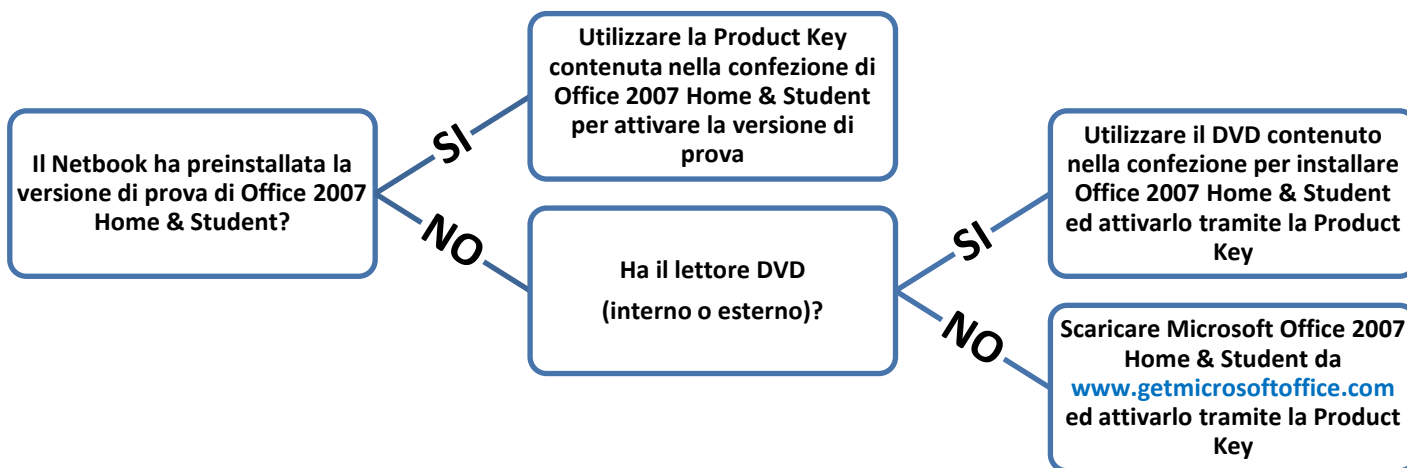 Il Netbook ha preinstallata la
versione di prova di Office 2007
Home & Student?
SI
Utilizzare la Product Key
contenuta nella confezione di
Office 2007 Home & Student
per attivare la versione di
prova
NO
Ha il lettore DVD
(interno o esterno)?
SI
Utilizzare il DVD contenuto
nella confezione per installare
Office 2007 Home & Student
ed attivarlo tramite la Product
Key
NO
Scaricare Microsoft Office 2007
Home & Student da
www.getmicrosoftoffice.com
ed attivarlo tramite la Product
Key